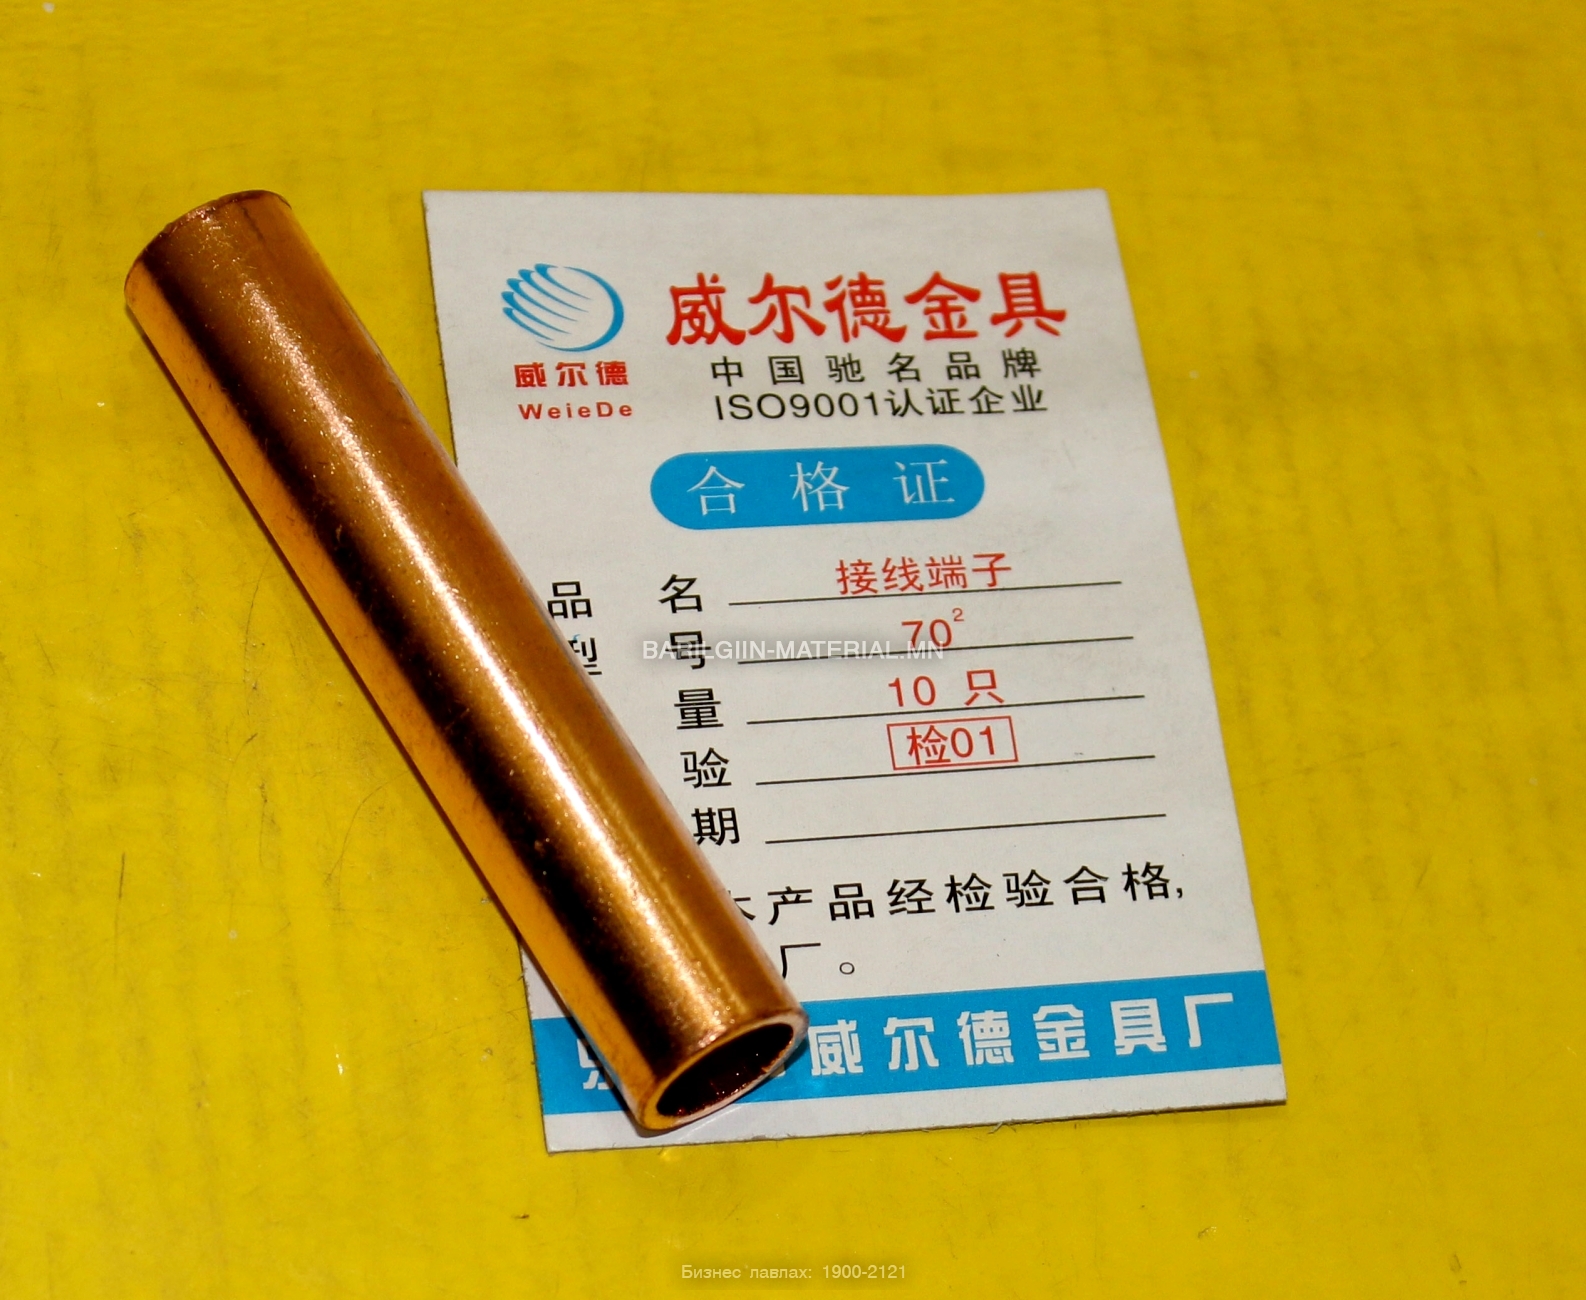 威尔德金具
威尔德
WeieDe
中国驰名品牌
ISO9001认证企业
合格证
品名 接线端子
型号 70²
量 10 只
验 检01
期
产品经检验合格,
厂。
威尔德金具厂
BARILGIIN-MATERIAL.MN
Бизнес лавлах: 1900-2121